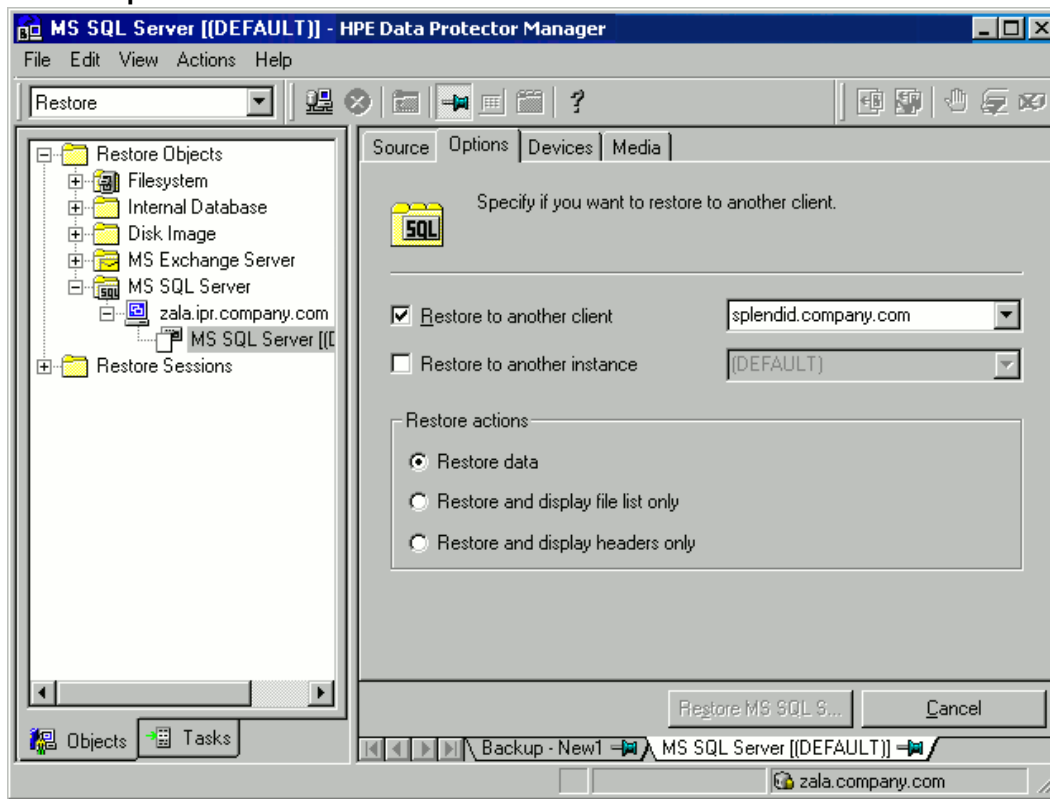 MS SQL Server [(DEFAULT)] - HPE Data Protector Manager
File Edit View Actions Help
Restore
?
Restore Objects
Filesystem
Internal Database
Disk Image
MS Exchange Server
MS SQL Server
zala.ipr.company.com
MS SQL Server [(D
Restore Sessions
Objects
Tasks
Source Options Devices Media
Specify if you want to restore to another client.
SQL
Restore to another client
splendid.company.com
Restore to another instance
(DEFAULT)
Restore actions
Restore data
Restore and display file list only
Restore and display headers only
Restore MS SQL S...
Cancel
Backup - New1
MS SQL Server [(DEFAULT)]
zala.company.com